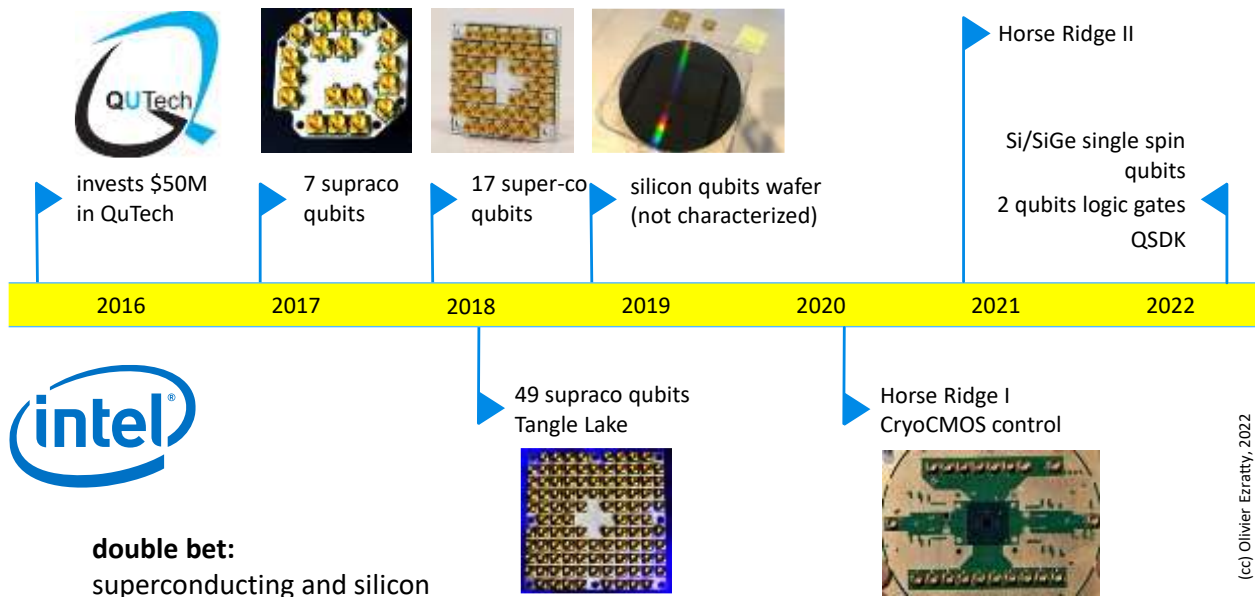 QUTech
invests $50M
in QuTech
7 supraco
qubits
17 super-co
qubits
silicon qubits wafer
(not characterized)
Horse Ridge II
Si/SiGe single spin
qubits
2 qubits logic gates
QSDK
2016
2017
2018
2019
2020
2021
2022
intel®
49 supraco qubits
Tangle Lake
Horse Ridge I
CryoCMOS control
double bet:
superconducting and silicon
(cc) Olivier Ezratty, 2022